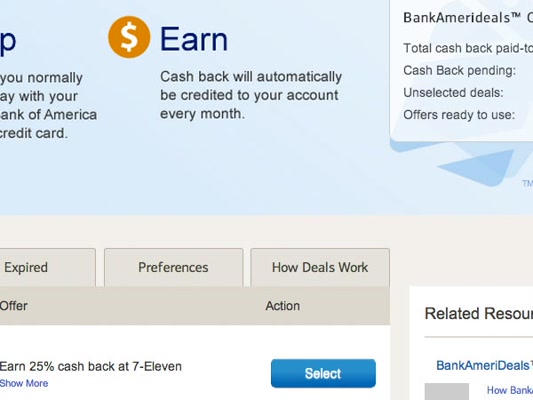 p
Earn
you normally
ay with your
ank of America
credit card.
Cash back will automatically
be credited to your account
every month.
BankAmerideals™ C
Total cash back paid-to
Cash Back pending:
Unselected deals:
Offers ready to use:
TM
Expired
Preferences
How Deals Work
Offer
Action
Earn 25% cash back at 7-Eleven
Show More
Select
Related Resour
BankAmeriDeals™
How BankA